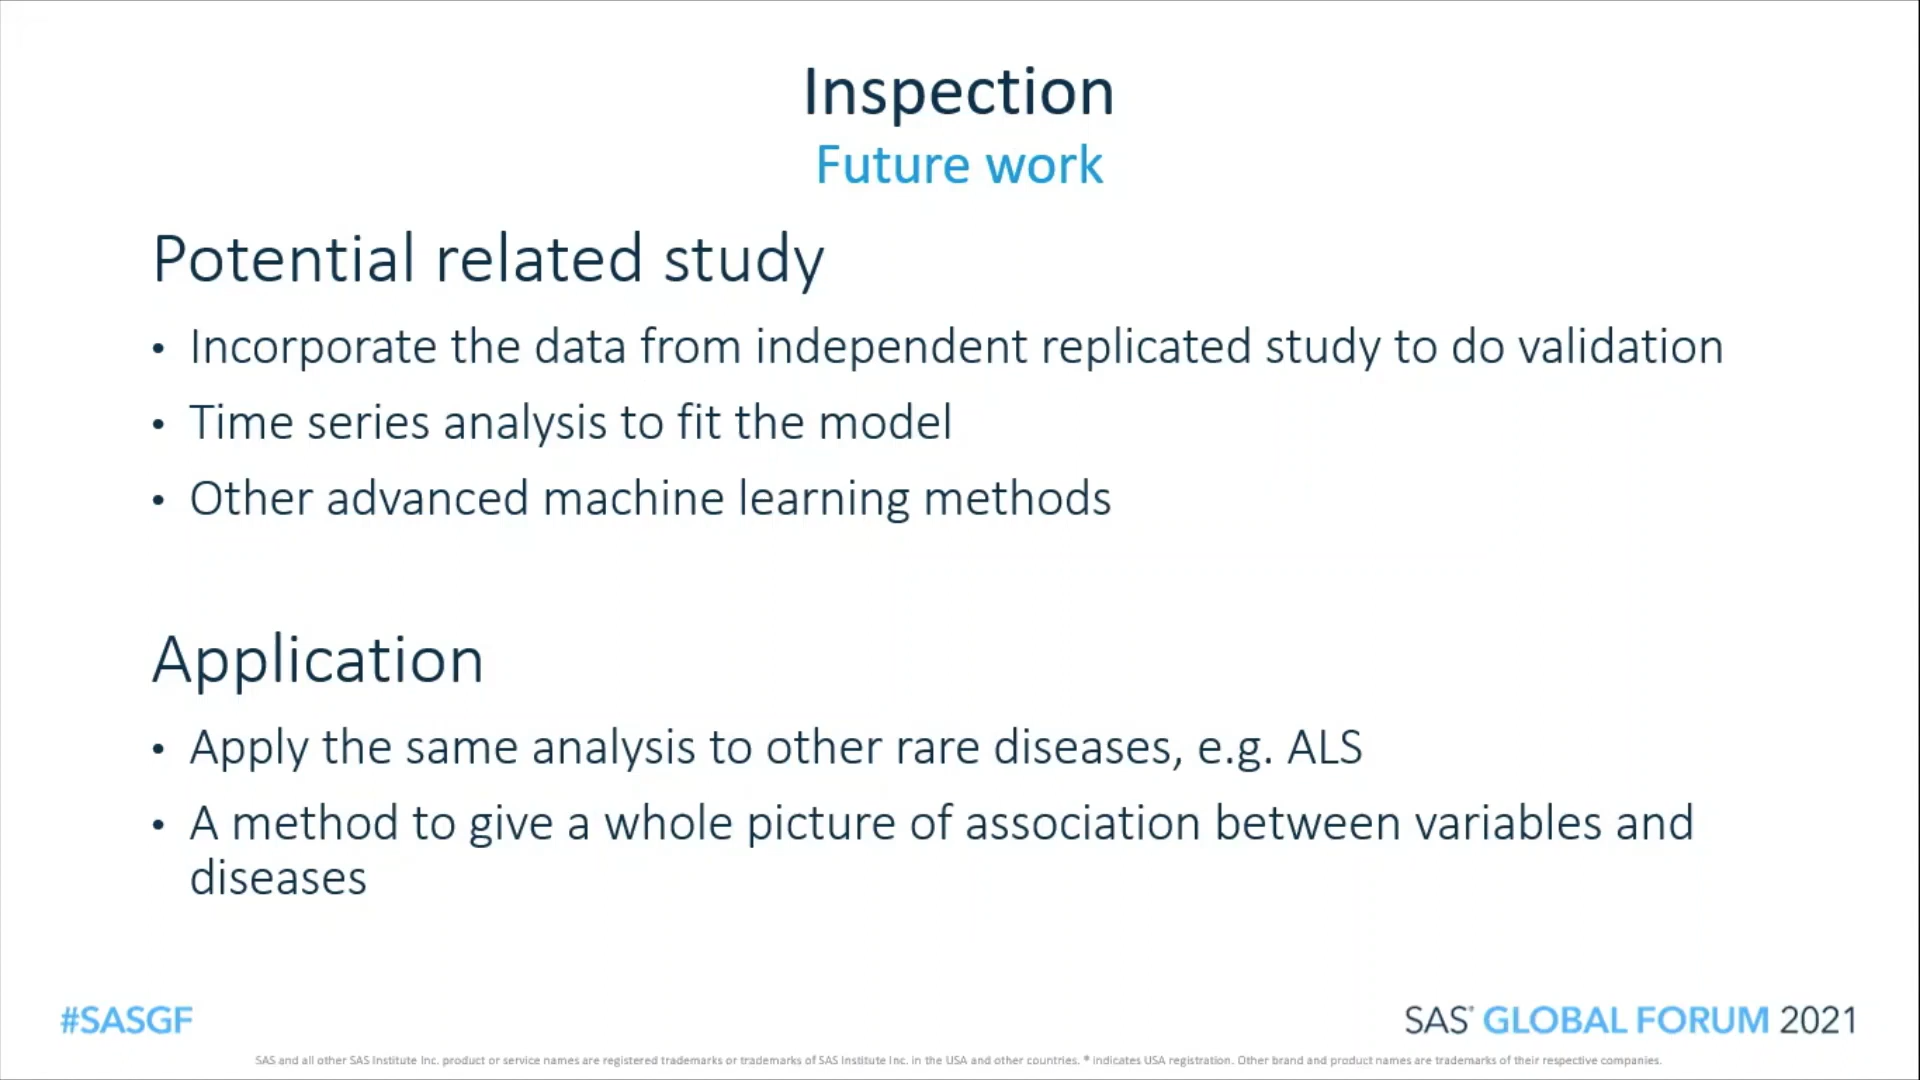 Inspection
Future work
Potential related study
• Incorporate the data from independent replicated study to do validation
• Time series analysis to fit the model
• Other advanced machine learning methods
Application
• Apply the same analysis to other rare diseases, e.g. ALS
• A method to give a whole picture of association between variables and
diseases
#SASGF
SAS® GLOBAL FORUM 2021
SAS and all other SAS Institute Inc. product or service names are registered trademarks or trademarks of SAS Institute Inc. in the USA and other countries. ® indicates USA registration. Other brand and product names are trademarks of their respective companies.